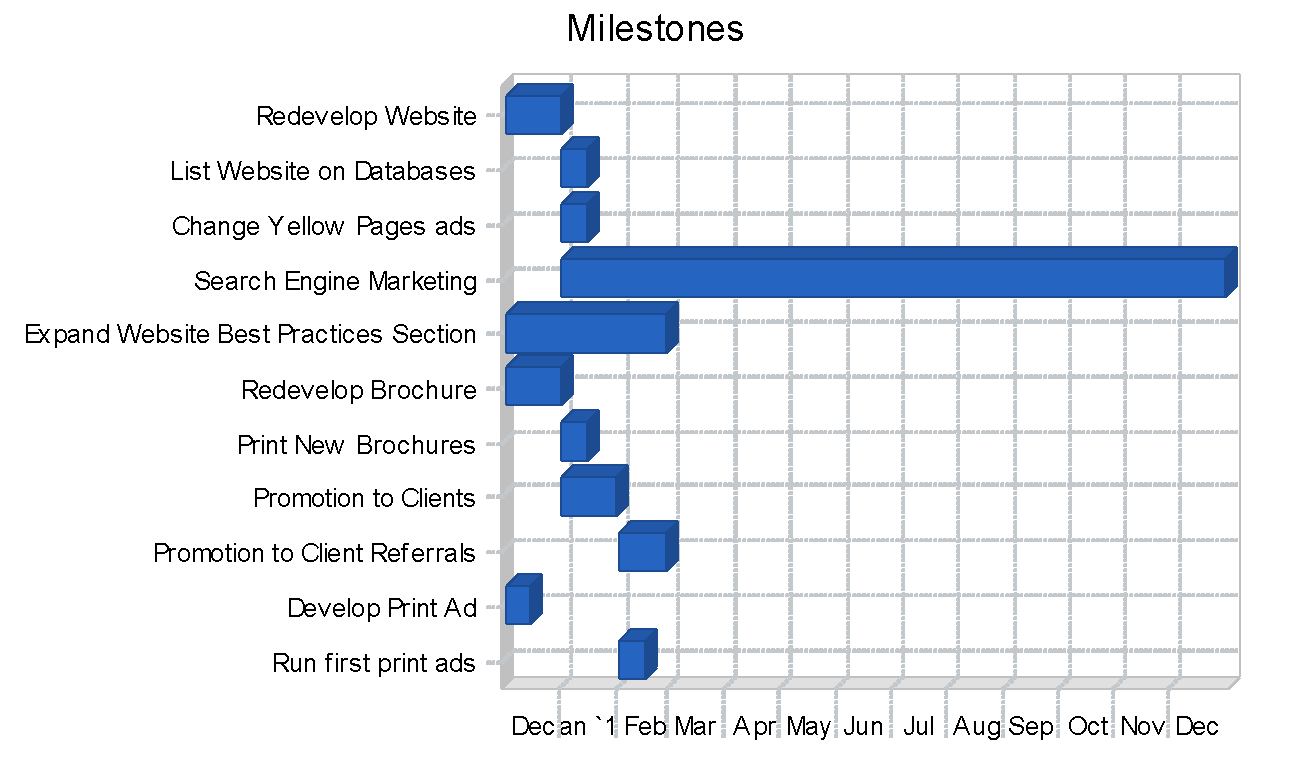 Milestones
Redevelop Website
List Website on Databases
Change Yellow Pages ads
Search Engine Marketing
Expand Website Best Practices Section
Redevelop Brochure
Print New Brochures
Promotion to Clients
Promotion to Client Referrals
Develop Print Ad
Run first print ads
Dec an `1 Feb Mar Apr May Jun Jul Aug Sep Oct Nov Dec